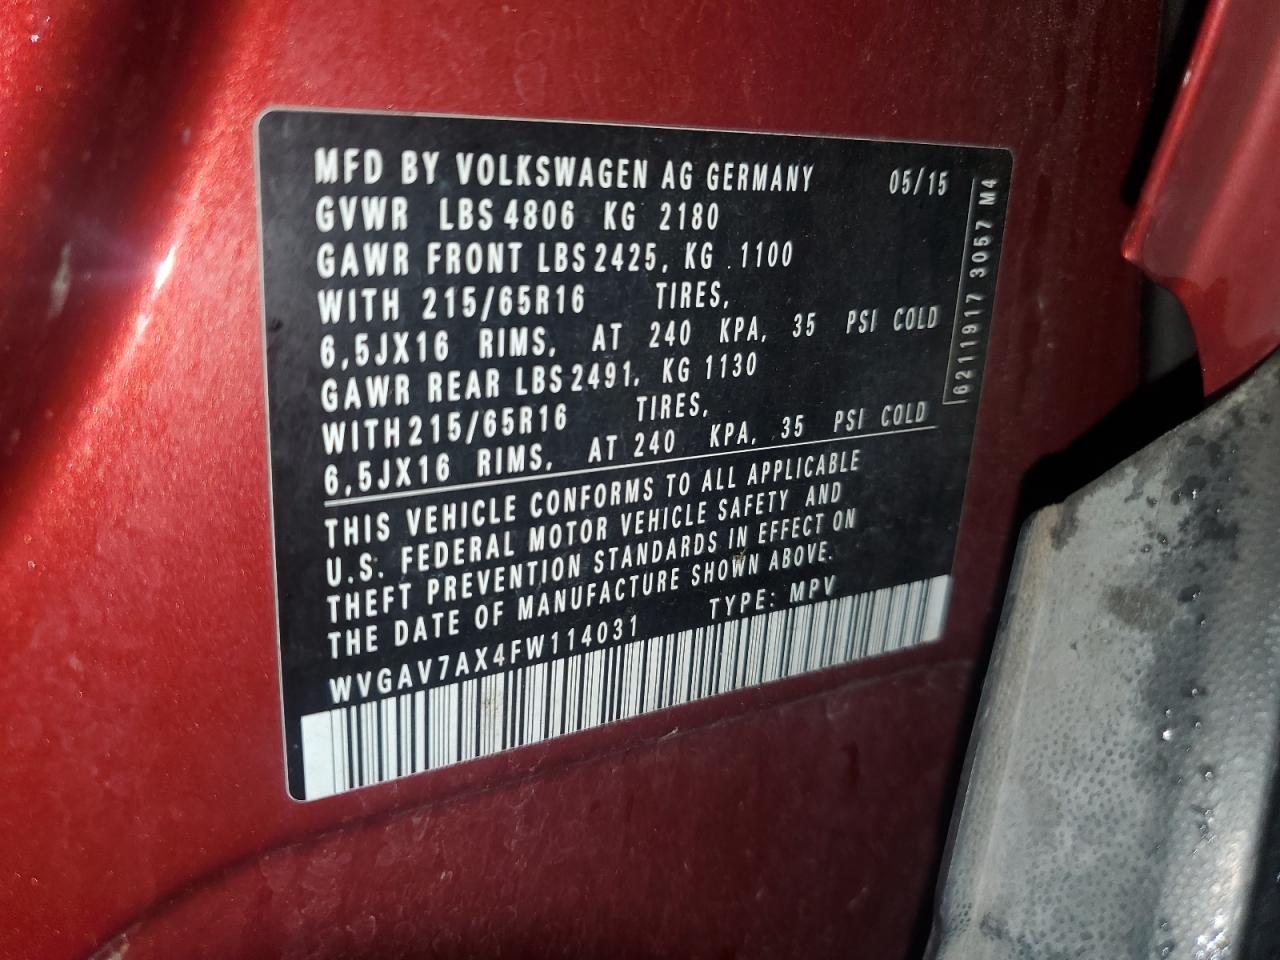 MFD BY VOLKSWAGEN AG GERMANY 05/15
GVWR LBS 4806 KG 2180
GAWR FRONT LBS 2425, KG 1100
WITH 215/65R16 TIRES,
6,5JX16 RIMS, AT 240 KPA, 35 PSI COLD
GAWR REAR LBS 2491, KG 1130
WITH 215/65R16 TIRES,
6,5JX16 RIMS, AT 240 KPA, 35 PSI COLD
THIS VEHICLE CONFORMS TO ALL APPLICABLE
U.S. FEDERAL MOTOR VEHICLE SAFETY AND
THEFT PREVENTION STANDARDS IN EFFECT ON
THE DATE OF MANUFACTURE SHOWN ABOVE.
WVGAV7AX4FW114031 TYPE: MPV
6211917 3057 M4